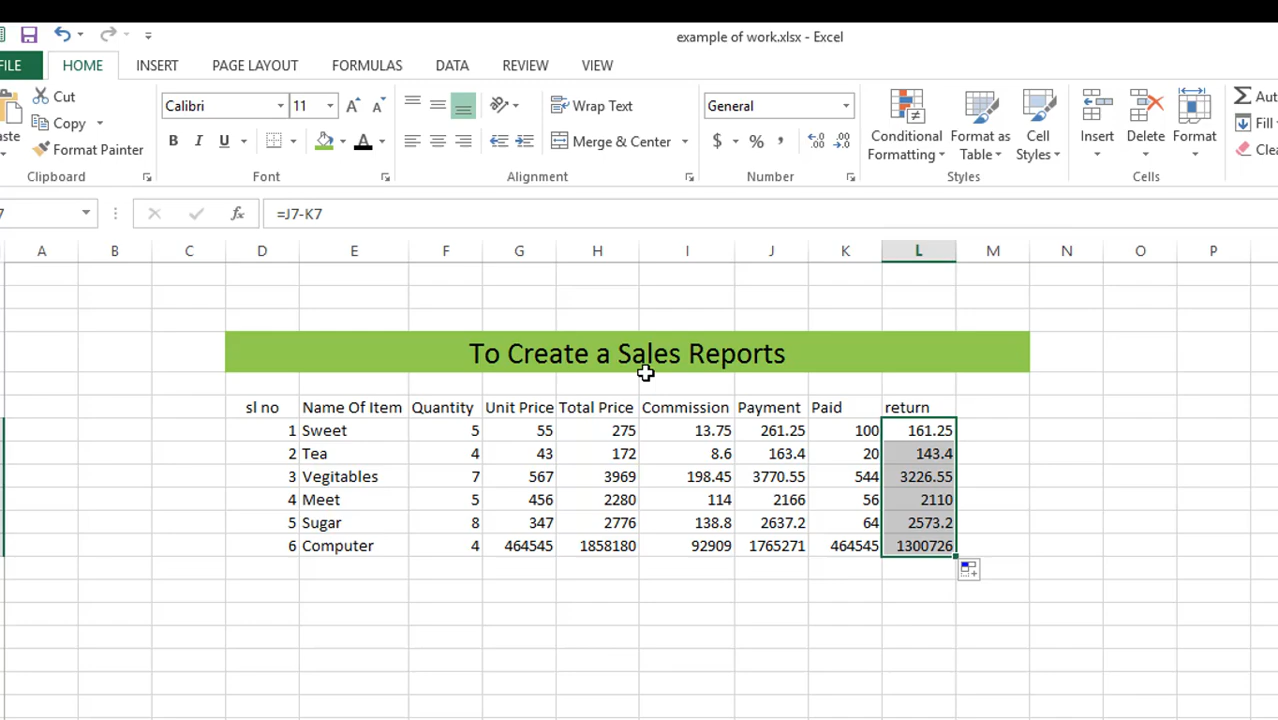 example of work.xlsx - Excel
FILE HOME INSERT PAGE LAYOUT FORMULAS DATA REVIEW VIEW
Cut
Copy
Format Painter
Calibri 11
B I U
Wrap Text
Merge & Center
General
$ % ,
Conditional Formatting
Format as Table
Cell Styles
Insert
Delete
Format
Fill
Clipboard Font Alignment Number Styles Cells
7 fx =J7-K7
A B C D E F G H I J K L M N O P
To Create a Sales Reports
sl no Name Of Item Quantity Unit Price Total Price Commission Payment Paid return
1 Sweet 5 55 275 13.75 261.25 100 161.25
2 Tea 4 43 172 8.6 163.4 20 143.4
3 Vegitables 7 567 3969 198.45 3770.55 544 3226.55
4 Meet 5 456 2280 114 2166 56 2110
5 Sugar 8 347 2776 138.8 2637.2 64 2573.2
6 Computer 4 464545 1858180 92909 1765271 464545 1300726